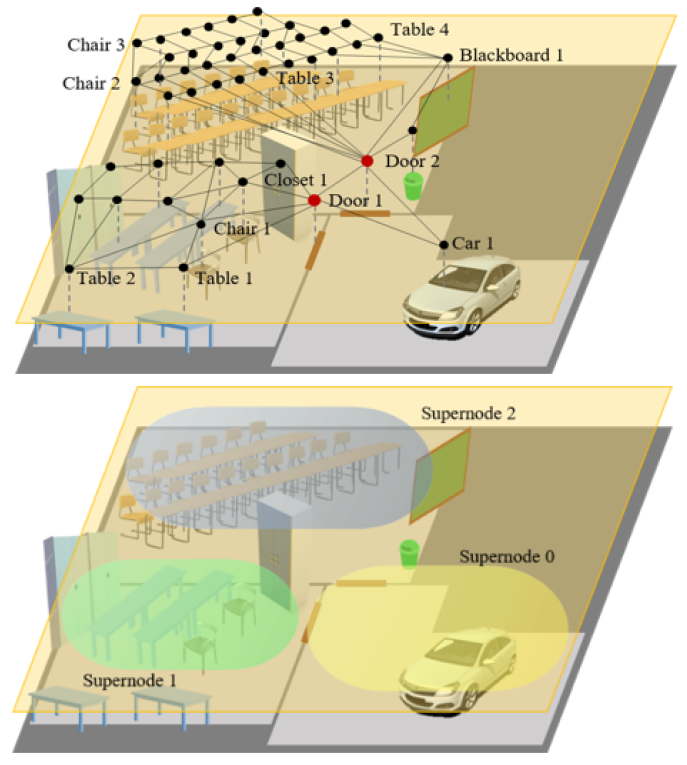 Table 4
Chair 3
Blackboard 1
Table 3
Chair 2
Door 2
Closet 1
Door 1
Chair 1
Car 1
Table 2
Table 1
Supernode 2
Supernode 0
Supernode 1